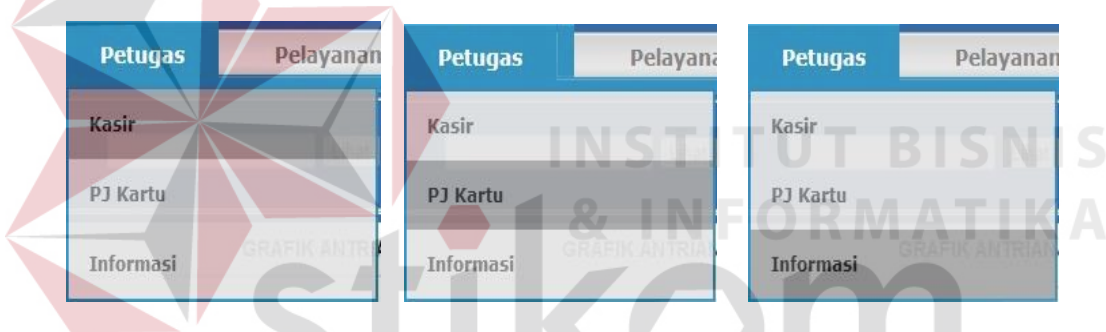 Petugas Pelayanan
Kasir
PJ Kartu
GRAFIK ANTRI
Informasi
Petugas Pelayana
Kasir
PJ Kartu
GRAFIK ANTRIAN
Informasi
Petugas Pelayanan
Kasir
PJ Kartu
GRAFIK ANTRIAN
Informasi
INSTITUT BISNIS
& INFORMATIKA
stikom